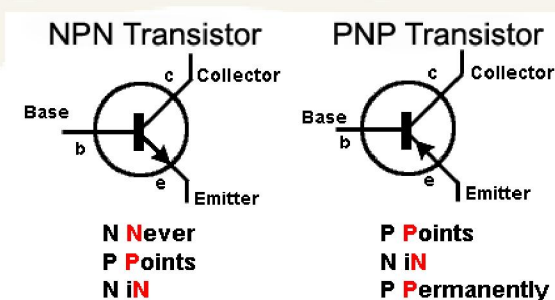 NPN Transistor
c
Collector
Base
b
e
Emitter
N Never
P Points
N iN
PNP Transistor
c
Collector
Base
b
e
Emitter
P Points
N iN
P Permanently